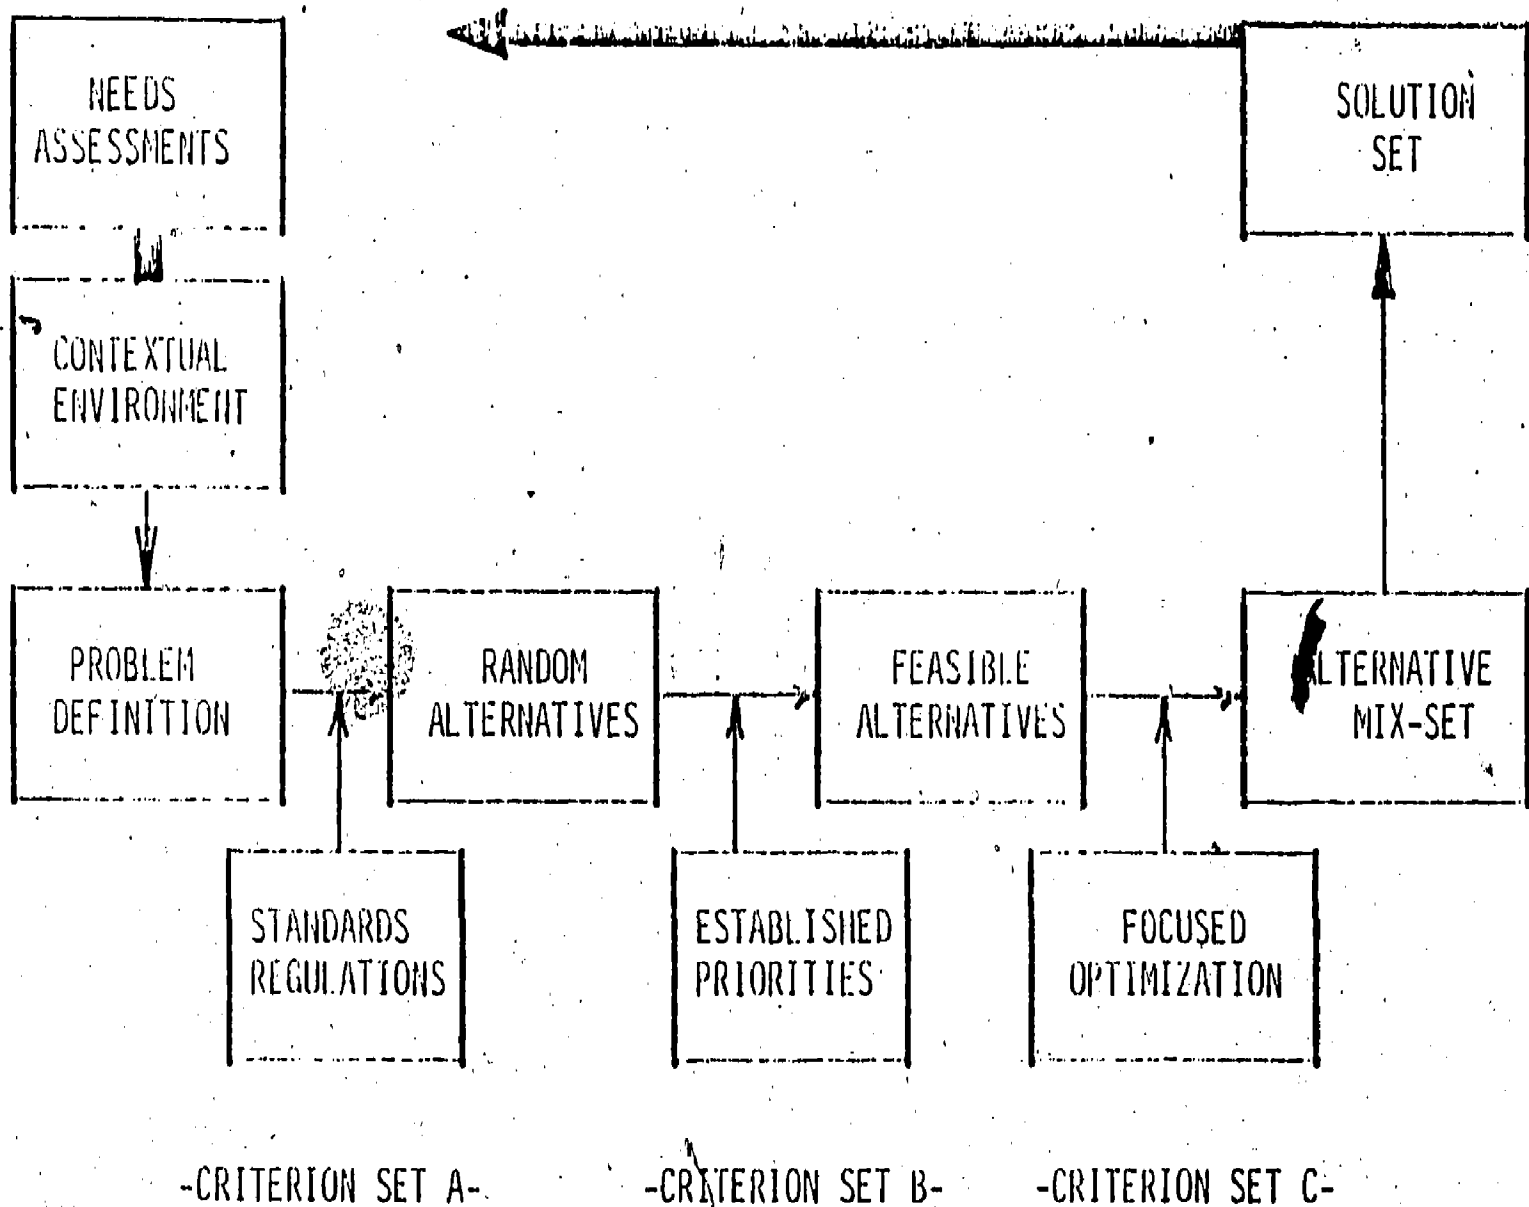 NEEDS
ASSESSMENTS
SOLUTION
SET
CONTEXTUAL
ENVIRONMENT
PROBLEM
DEFINITION
RANDOM
ALTERNATIVES
FEASIBLE
ALTERNATIVES
ALTERNATIVE
MIX-SET
STANDARDS
REGULATIONS
ESTABLISHED
PRIORITIES
FOCUSED
OPTIMIZATION
-CRITERION SET A-
-CRITERION SET B-
-CRITERION SET C-